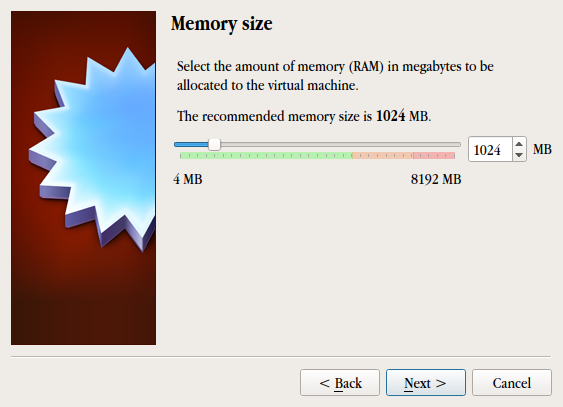 Memory size
Select the amount of memory (RAM) in megabytes to be
allocated to the virtual machine.
The recommended memory size is 1024 MB.
1024 MB
4 MB 8192 MB
< Back Next > Cancel